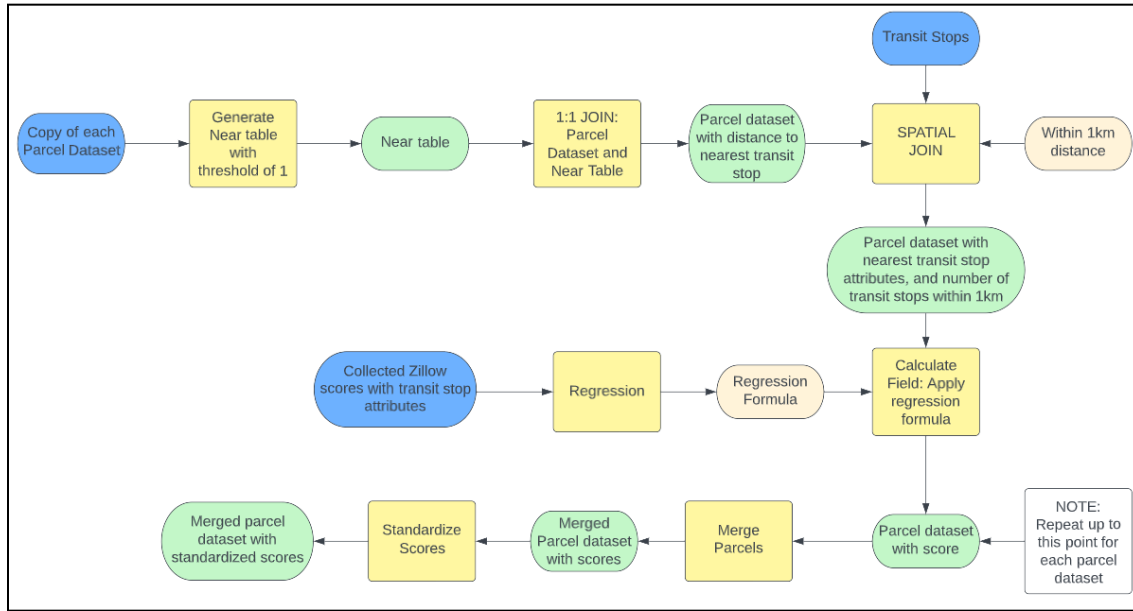 Transit Stops
Copy of each
Parcel Dataset
Generate
Near table
with
threshold of 1
Near table
1:1 JOIN:
Parcel
Dataset and
Near Table
Parcel dataset
with distance to
nearest transit
stop
SPATIAL
JOIN
Within 1km
distance
Parcel dataset with
nearest transit stop
attributes, and number of
transit stops within 1km
Collected Zillow
scores with transit stop
attributes
Regression
Regression
Formula
Calculate
Field: Apply
regression
formula
Merged parcel
dataset with
standardized scores
Standardize
Scores
Merged
Parcel dataset
with scores
Merge
Parcels
Parcel dataset
with score
NOTE:
Repeat up to
this point for
each parcel
dataset